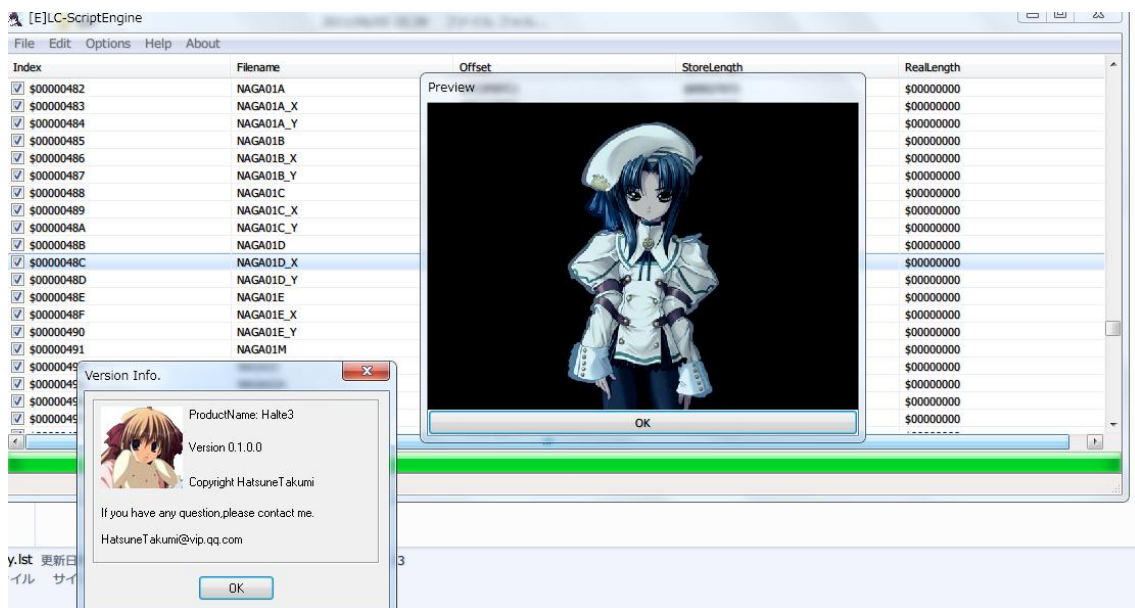 [E]LC-ScriptEngine
File Edit Options Help About
Index Filename Offset StoreLength RealLength
$00000482 NAGA01A $00000000
$00000483 NAGA01A_X $00000000
$00000484 NAGA01A_Y $00000000
$00000485 NAGA01B $00000000
$00000486 NAGA01B_X $00000000
$00000487 NAGA01B_Y $00000000
$00000488 NAGA01C $00000000
$00000489 NAGA01C_X $00000000
$0000048A NAGA01C_Y $00000000
$0000048B NAGA01D $00000000
$0000048C NAGA01D_X $00000000
$0000048D NAGA01D_Y $00000000
$0000048E NAGA01E $00000000
$0000048F NAGA01E_X $00000000
$00000490 NAGA01E_Y $00000000
$00000491 NAGA01M $00000000
$0000049 $00000000
$0000049 $00000000
$0000049 $00000000
$0000049 $00000000
Preview
OK
Version Info.
ProductName: Halte3
Version 0.1.0.0
Copyright HatsuneTakumi
If you have any question,please contact me.
HatsuneTakumi@vip.qq.com
OK
y.lst 更新日
3
イル サイ